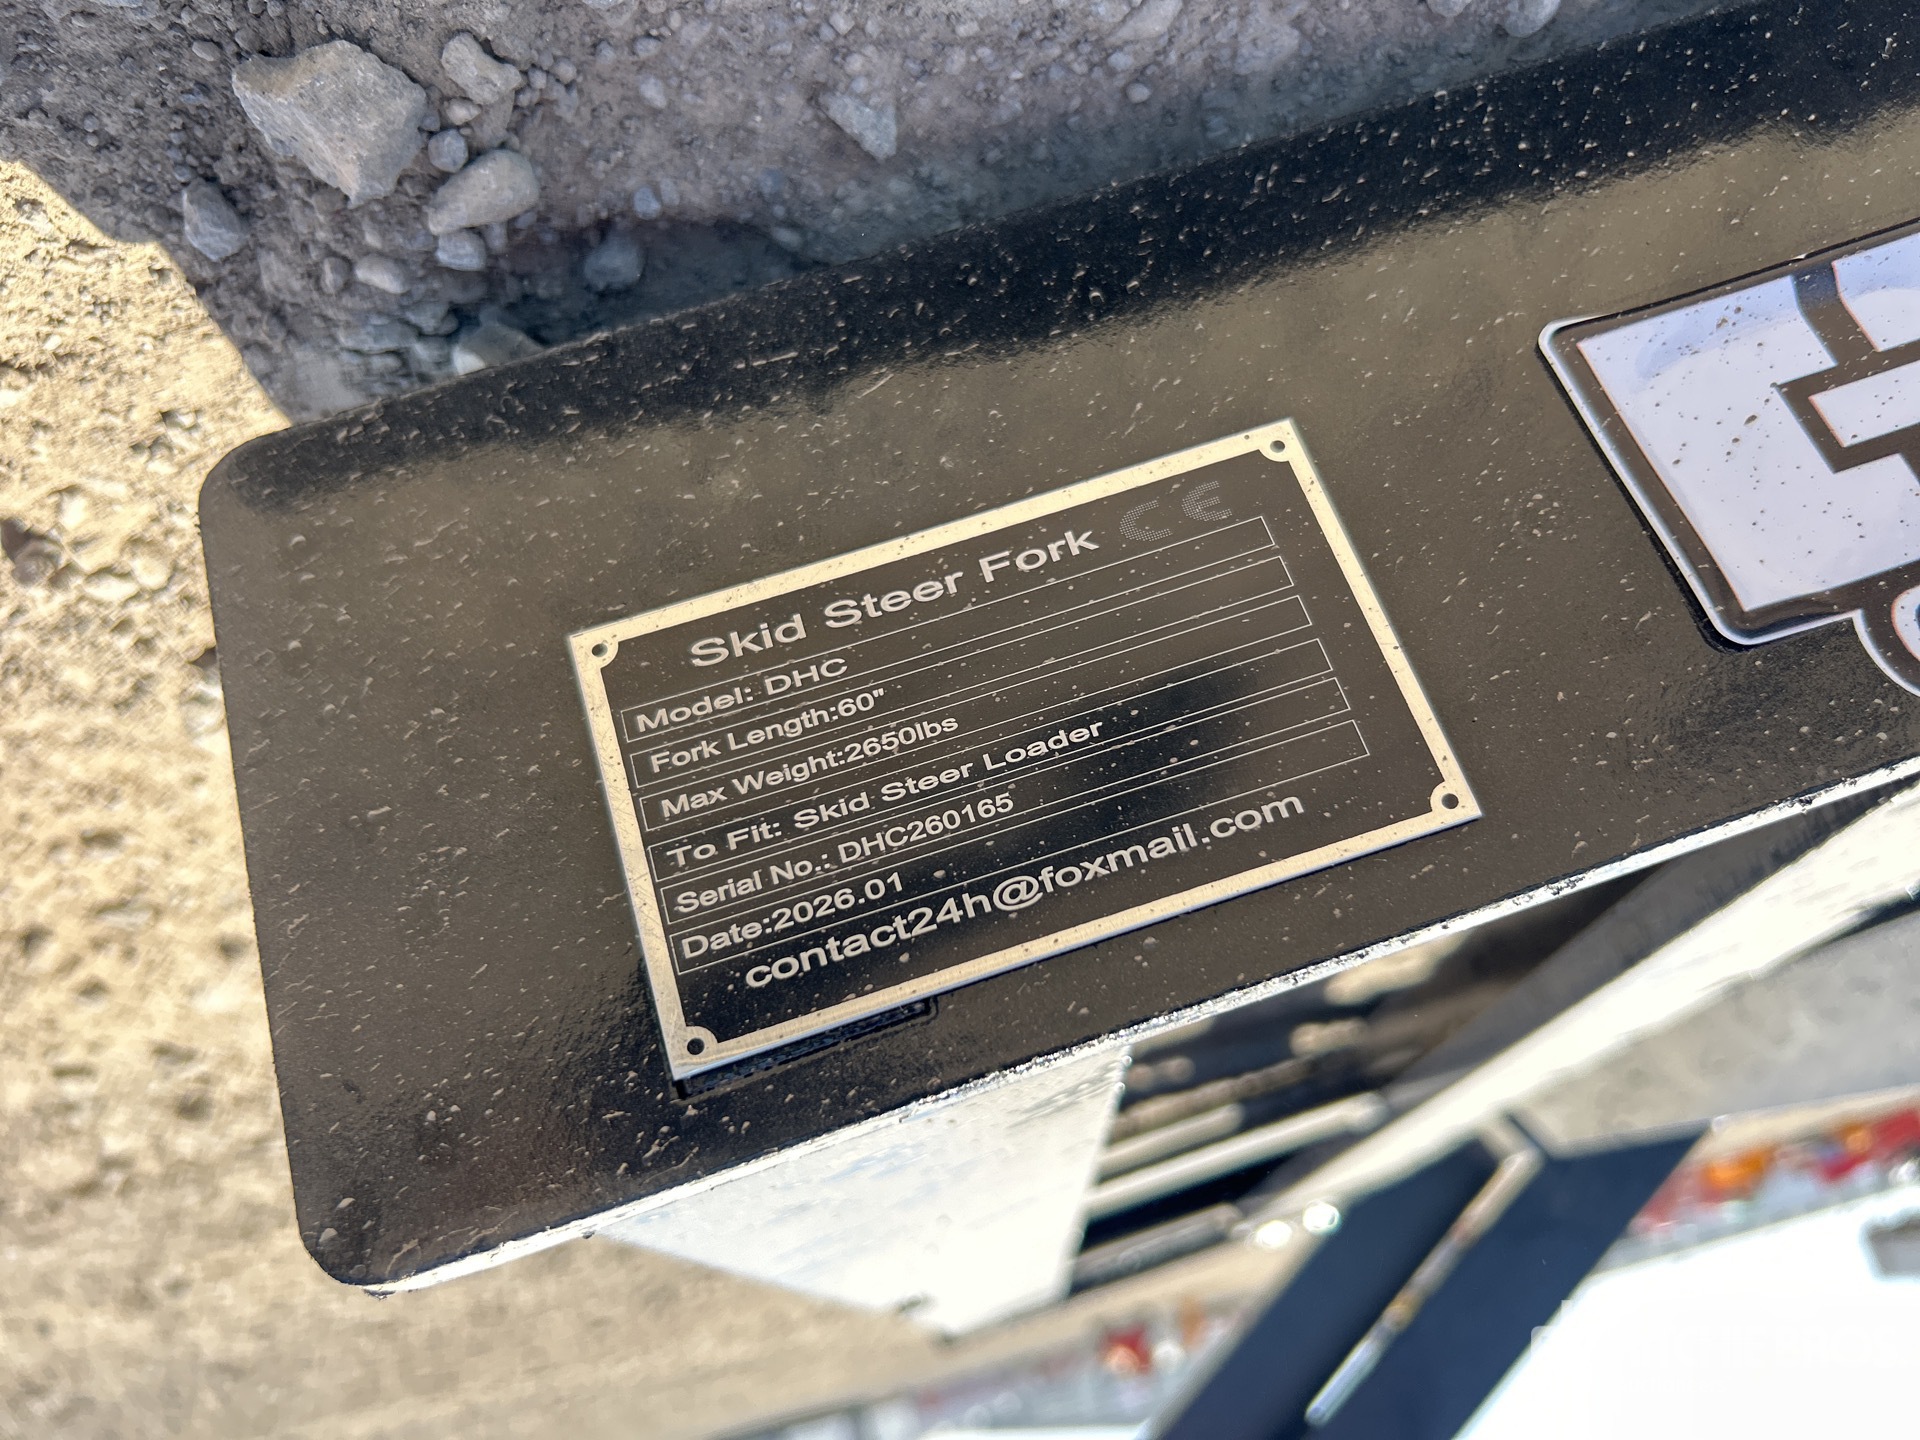 Skid Steer Fork CE
Model: DHC
Fork Length:60"
Max Weight:2650lbs
To Fit: Skid Steer Loader
Serial No.: DHC260165
Date:2026.01
contact24h@foxmail.com